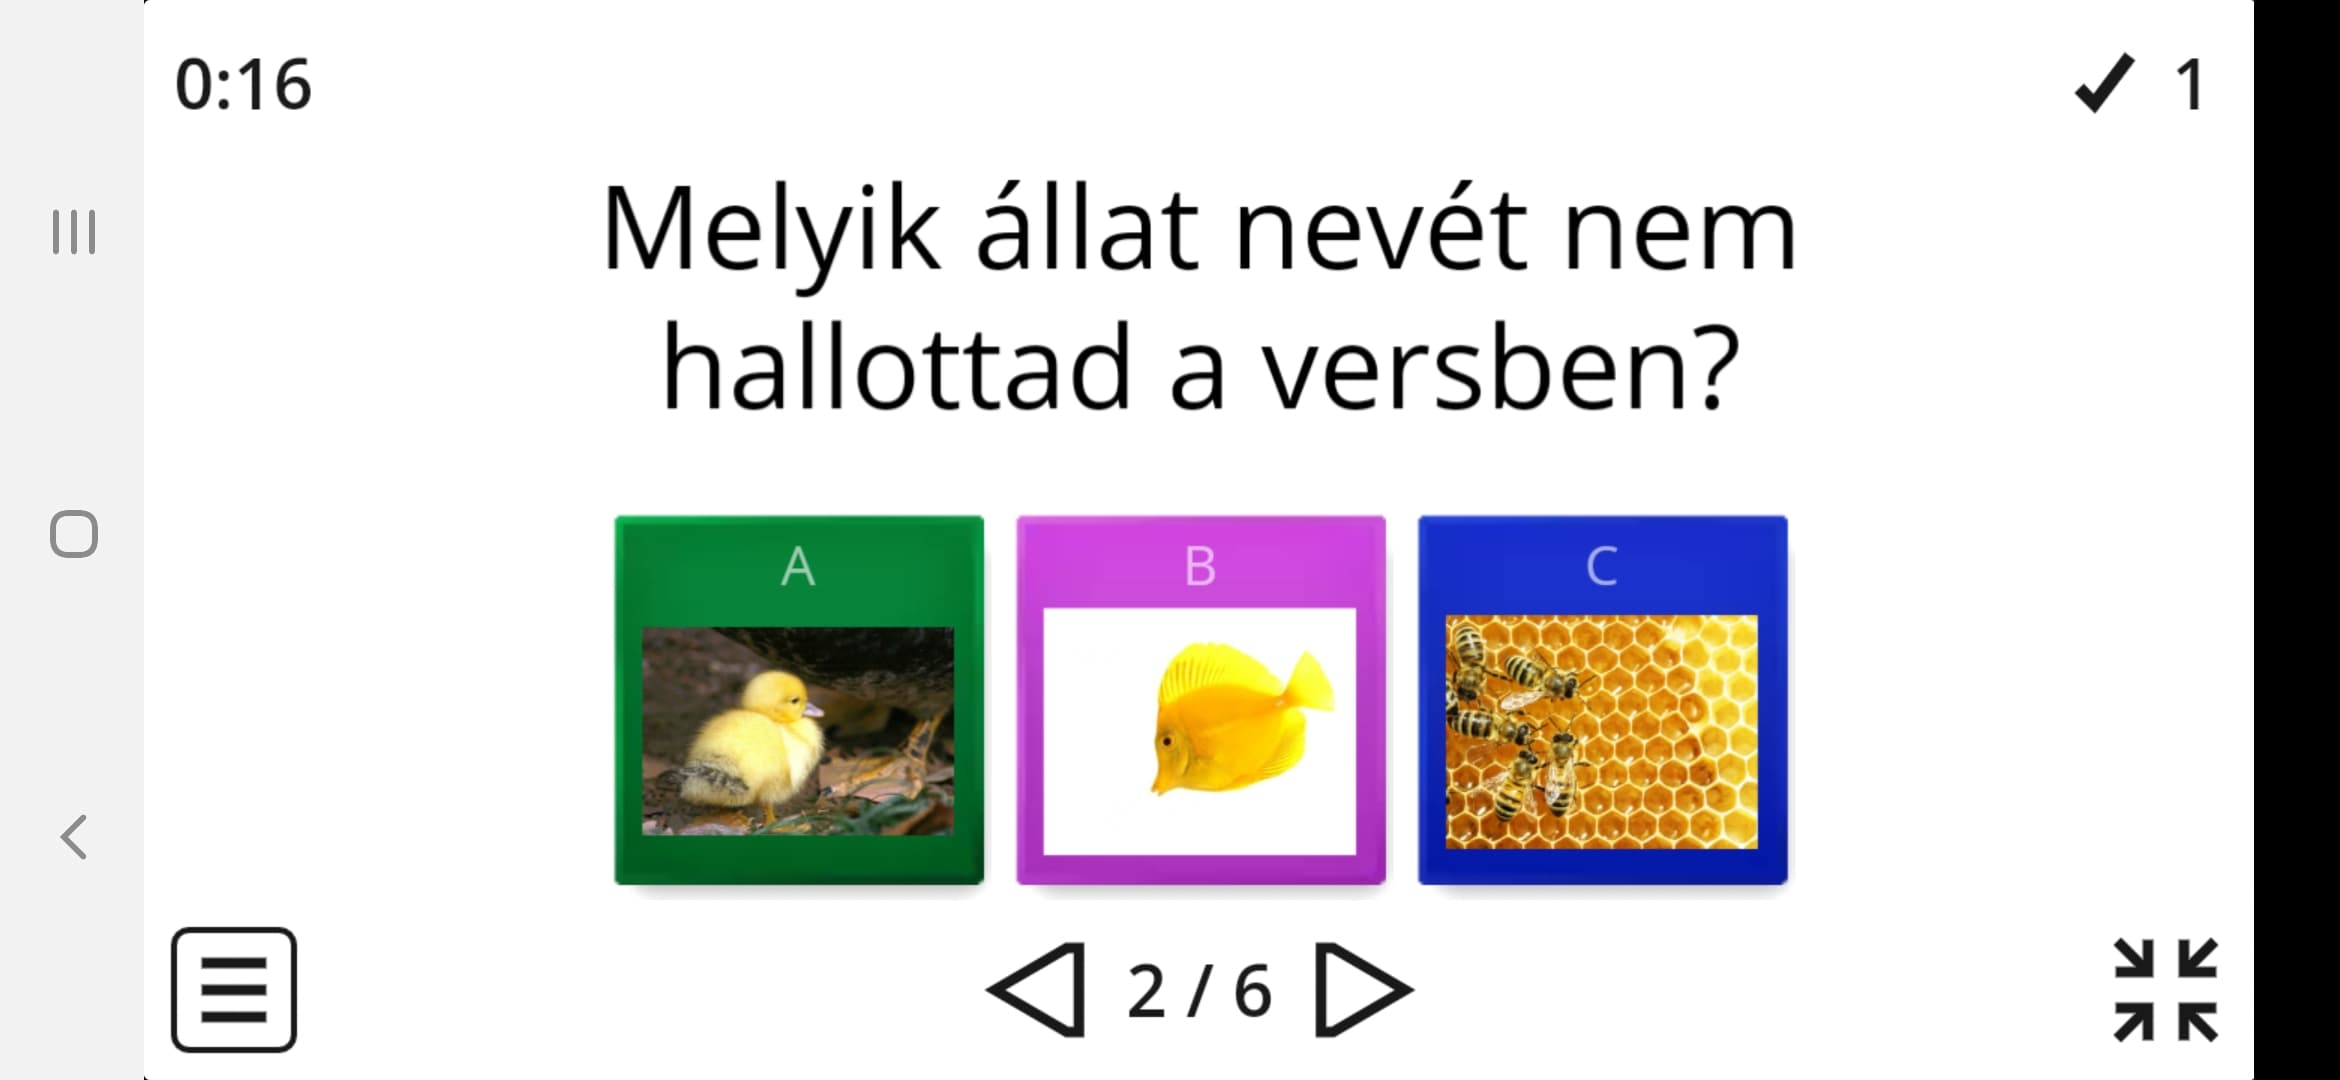 0:16
✓ 1
Melyik állat nevét nem
hallottad a versben?
A
B
C
2 / 6